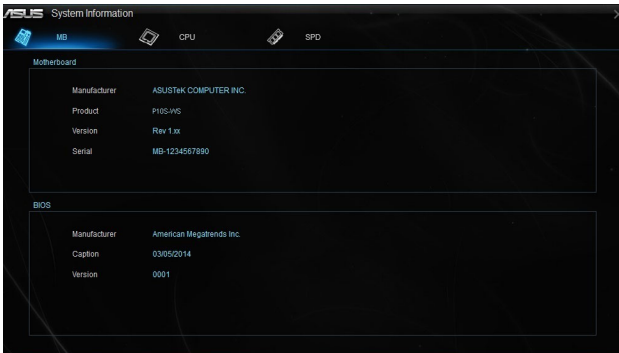 ASUS System Information
MB CPU SPD
Motherboard
Manufacturer ASUSTeK COMPUTER INC.
Product P10S-WS
Version Rev 1.xx
Serial MB-1234567890
BIOS
Manufacturer American Megatrends Inc.
Caption 03/05/2014
Version 0001